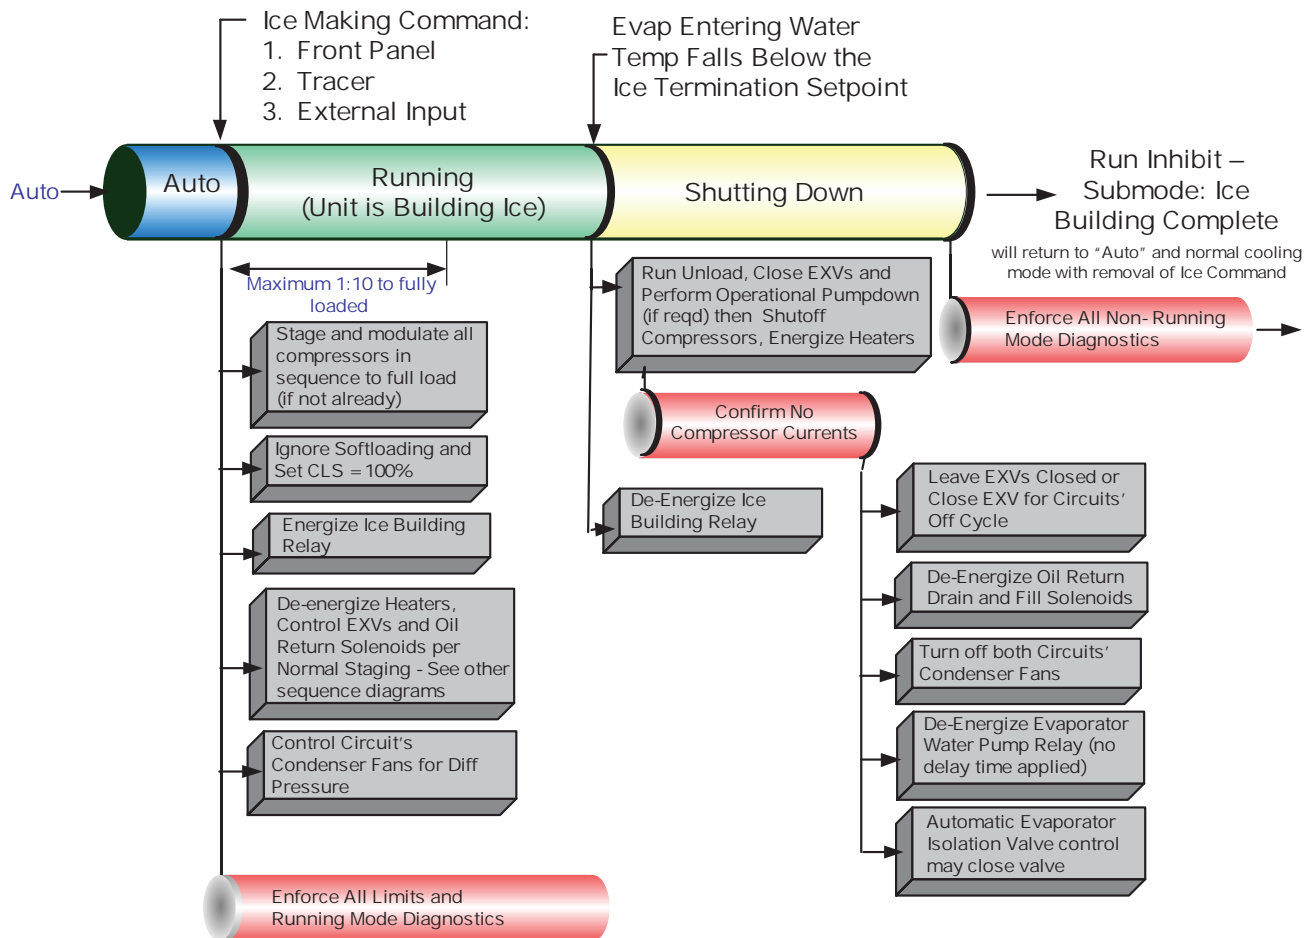 Ice Making Command:
1. Front Panel
2. Tracer
3. External Input
Evap Entering Water
Temp Falls Below the
Ice Termination Setpoint
Auto
Auto
Running
(Unit is Building Ice)
Shutting Down
Run Inhibit –
Submode: Ice
Building Complete
will return to “Auto” and normal cooling
mode with removal of Ice Command
Maximum 1:10 to fully
loaded
Stage and modulate all
compressors in
sequence to full load
(if not already)
Ignore Softloading and
Set CLS = 100%
Energize Ice Building
Relay
De-energize Heaters,
Control EXVs and Oil
Return Solenoids per
Normal Staging - See other
sequence diagrams
Control Circuit's
Condenser Fans for Diff
Pressure
Enforce All Limits and
Running Mode Diagnostics
Run Unload, Close EXVs and
Perform Operational Pumpdown
(if reqd) then Shutoff
Compressors, Energize Heaters
Confirm No
Compressor Currents
De-Energize Ice
Building Relay
Enforce All Non-Running
Mode Diagnostics
Leave EXVs Closed or
Close EXV for Circuits’
Off Cycle
De-Energize Oil Return
Drain and Fill Solenoids
Turn off both Circuits’
Condenser Fans
De-Energize Evaporator
Water Pump Relay (no
delay time applied)
Automatic Evaporator
Isolation Valve control
may close valve